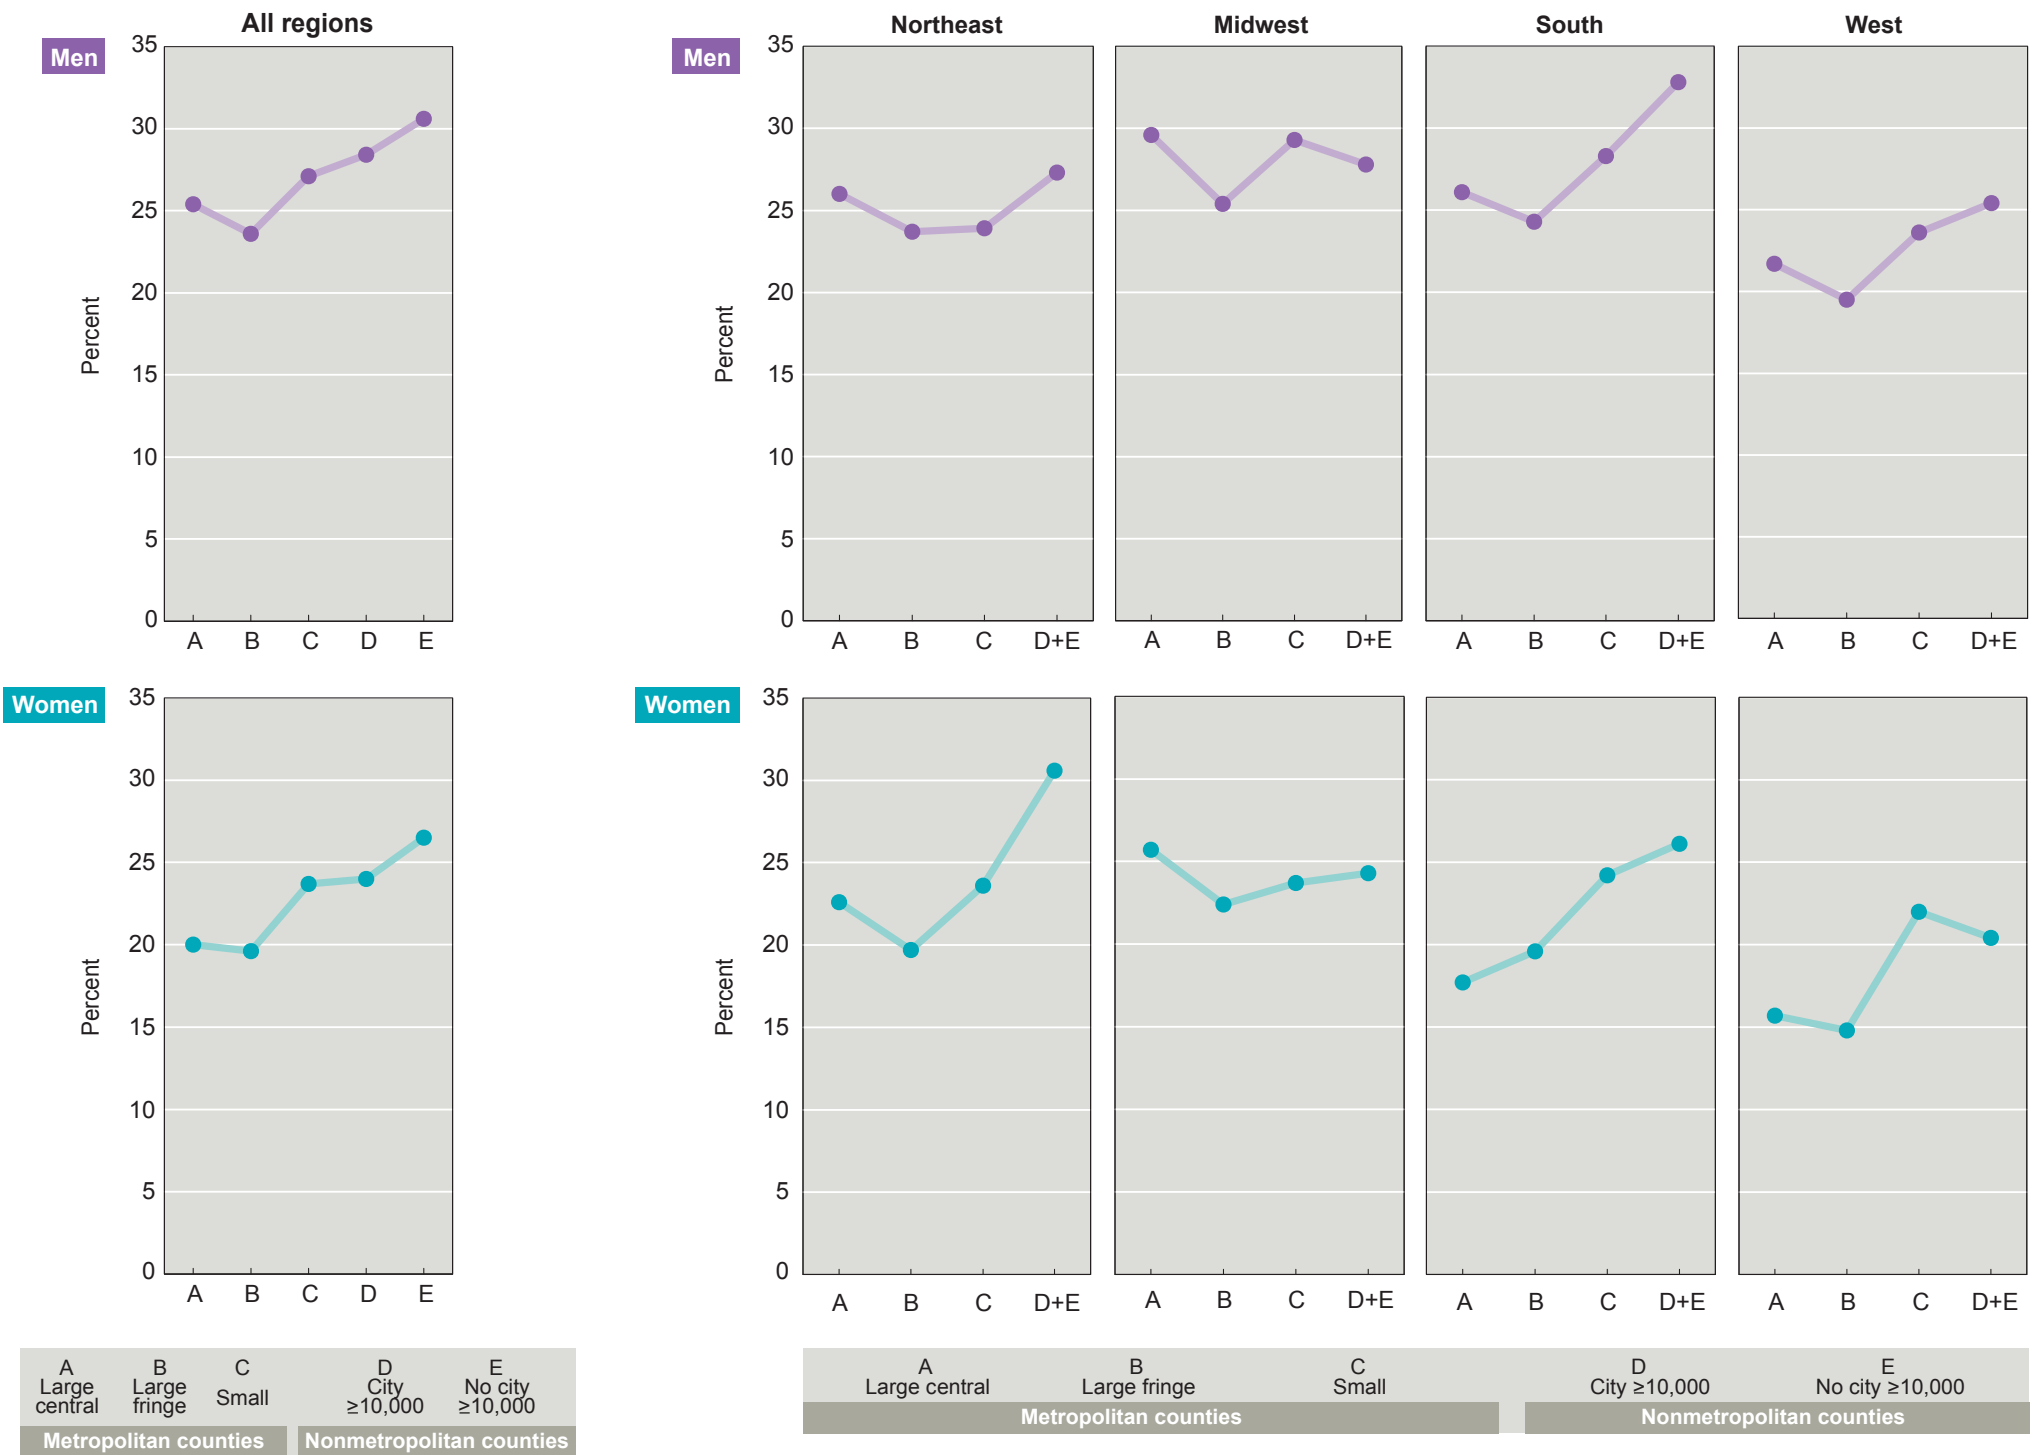 All regions
Men
35
30
25
20
15
10
5
0
Percent
A B C D E
Women
35
30
25
20
15
10
5
0
Percent
A B C D E
A
Large
central
B
Large
fringe
C
Small
D
City
≥10,000
E
No city
≥10,000
Metropolitan counties
Nonmetropolitan counties
Northeast
Midwest
South
West
Men
35
30
25
20
15
10
5
0
Percent
A B C D+E
A B C D+E
A B C D+E
A B C D+E
Women
35
30
25
20
15
10
5
0
Percent
A B C D+E
A B C D+E
A B C D+E
A B C D+E
A
Large central
B
Large fringe
C
Small
D
City ≥10,000
E
No city ≥10,000
Metropolitan counties
Nonmetropolitan counties